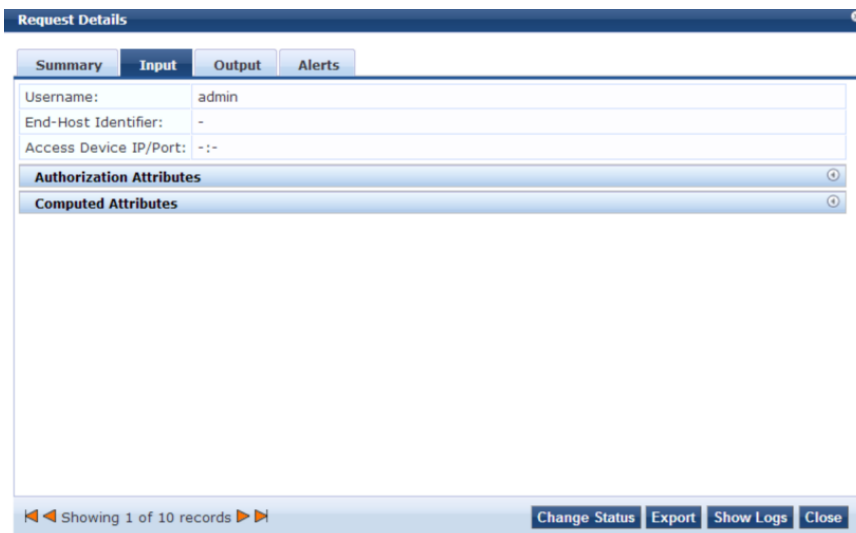 Request Details
Summary Input Output Alerts
Username: admin
End-Host Identifier: -
Access Device IP/Port: -:-
Authorization Attributes
Computed Attributes
Showing 1 of 10 records Change Status Export Show Logs Close